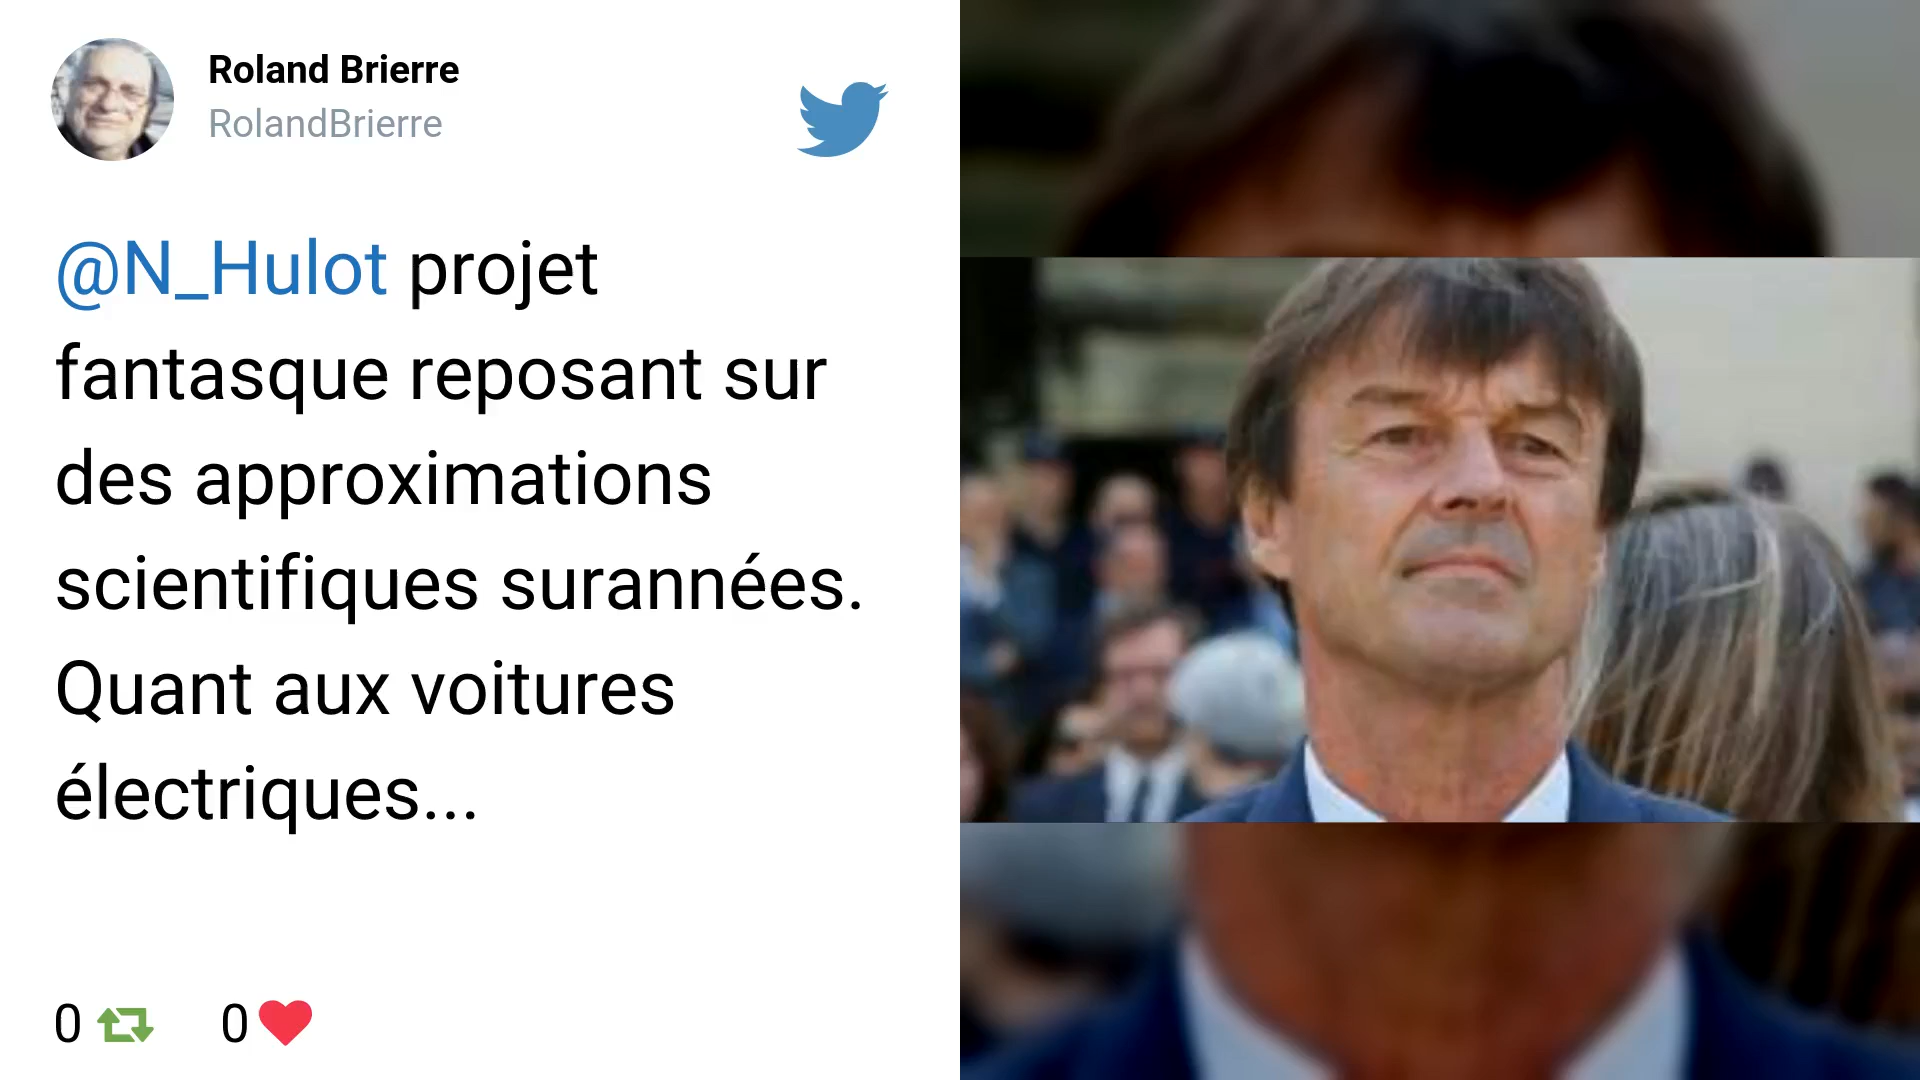 Roland Brierre
RolandBrierre
@N_Hulot projet
fantasque reposant sur
des approximations
scientifiques surannées.
Quant aux voitures
électriques...
0 0